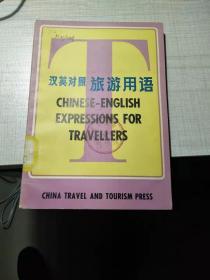 汉英对照 旅游用语
CHINESE-ENGLISH
EXPRESSIONS FOR
TRAVELLERS
CHINA TRAVEL AND TOURISM PRESS